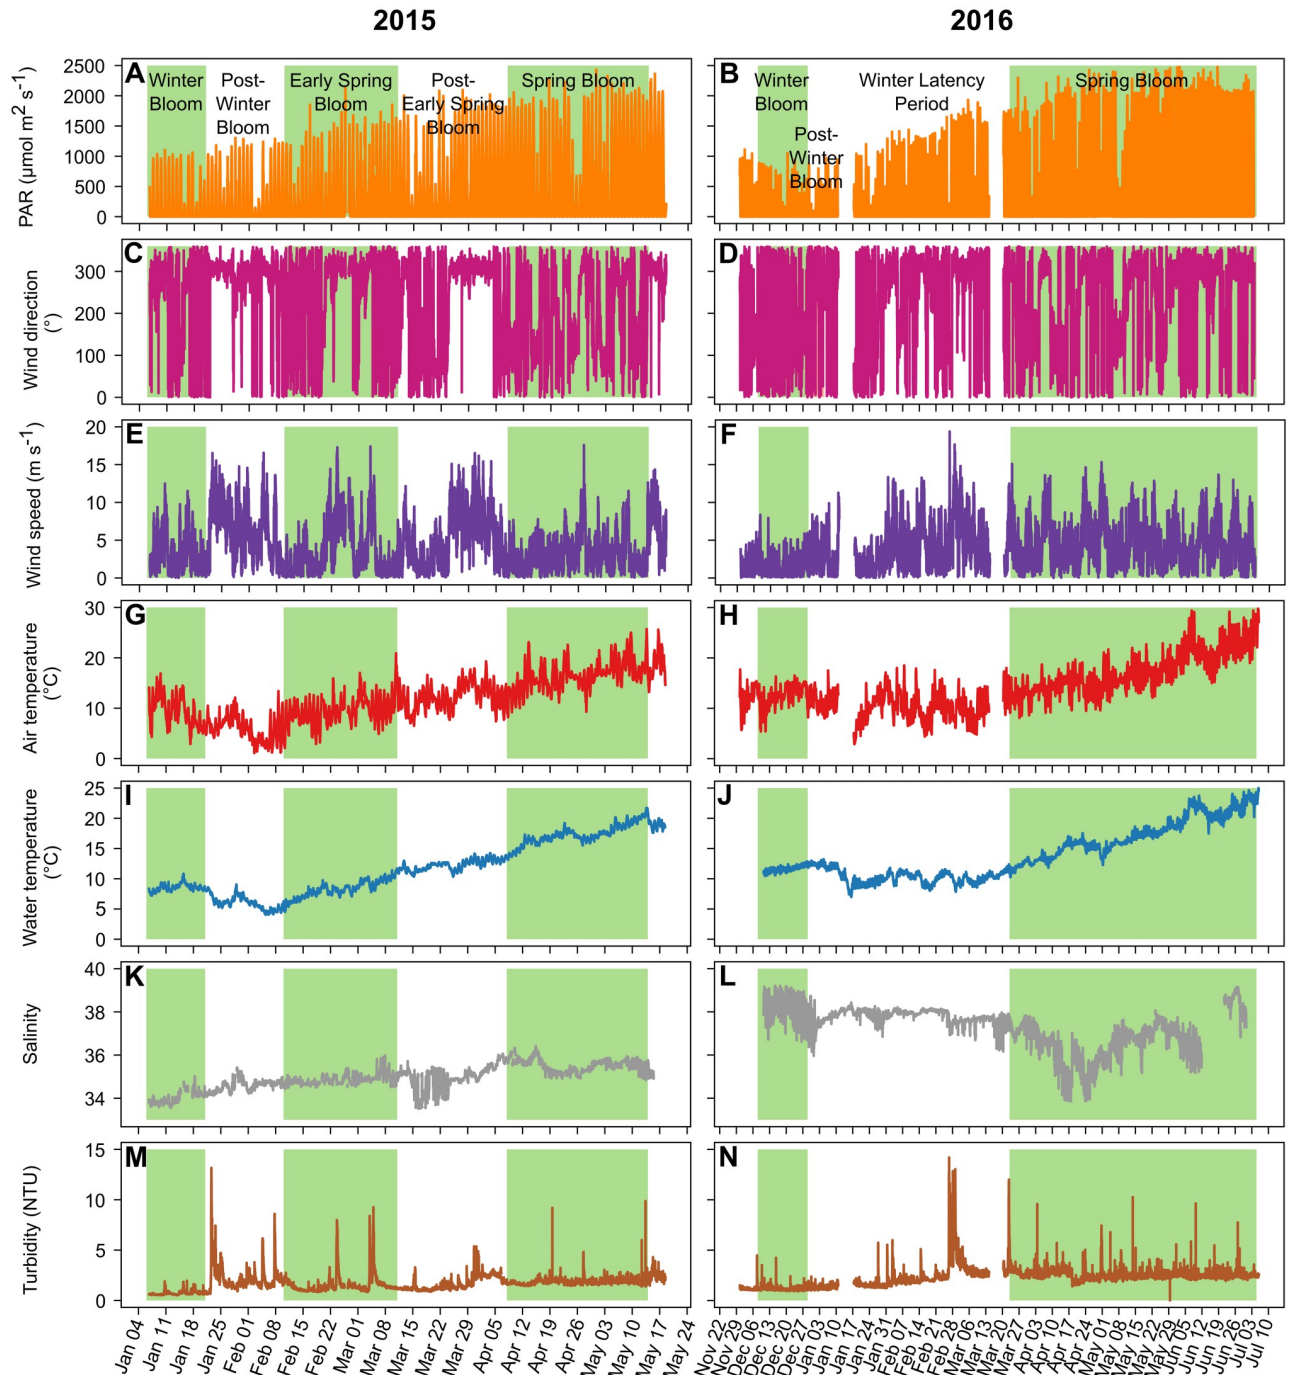 2015
2016
A
Winter
Bloom
Post-
Winter
Bloom
Early Spring
Bloom
Post-
Early Spring
Bloom
Spring Bloom
B
Winter
Bloom
Post-
Winter
Bloom
Winter Latency
Period
Spring Bloom
PAR (µmol m² s⁻¹)
2500
2000
1500
1000
500
0
C
D
Wind direction
(°)
300
200
100
0
E
F
Wind speed (m s⁻¹)
20
15
10
5
0
G
H
Air temperature
(°C)
30
20
10
0
I
J
Water temperature
(°C)
25
20
15
10
5
0
K
L
Salinity
40
38
36
34
M
N
Turbidity (NTU)
15
10
5
0
Jan 04
Jan 11
Jan 18
Jan 25
Feb 01
Feb 08
Feb 15
Feb 22
Mar 01
Mar 08
Mar 15
Mar 22
Mar 29
Apr 05
Apr 12
Apr 19
Apr 26
May 03
May 10
May 17
May 24
Nov 22
Nov 29
Dec 06
Dec 13
Dec 20
Dec 27
Jan 03
Jan 10
Jan 17
Jan 24
Jan 31
Feb 07
Feb 14
Feb 21
Feb 28
Mar 06
Mar 13
Mar 20
Mar 27
Apr 03
Apr 10
Apr 17
Apr 24
May 01
May 08
May 15
May 22
May 29
Jun 05
Jun 12
Jun 19
Jun 26
Jul 03
Jul 10